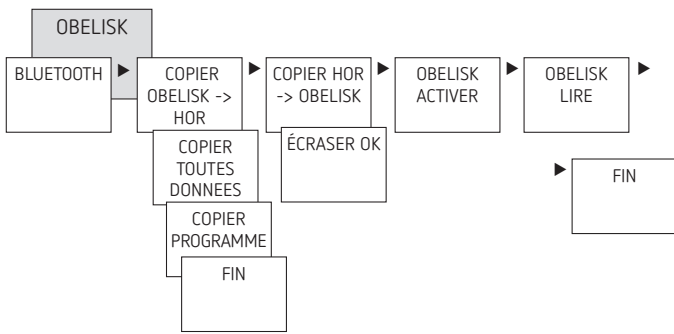 OBELISK
BLUETOOTH
COPIER
OBELISK ->
HOR
COPIER
TOUTES
DONNEES
COPIER
PROGRAMME
FIN
COPIER HOR
-> OBELISK
ÉCRASER OK
OBELISK
ACTIVER
OBELISK
LIRE
FIN